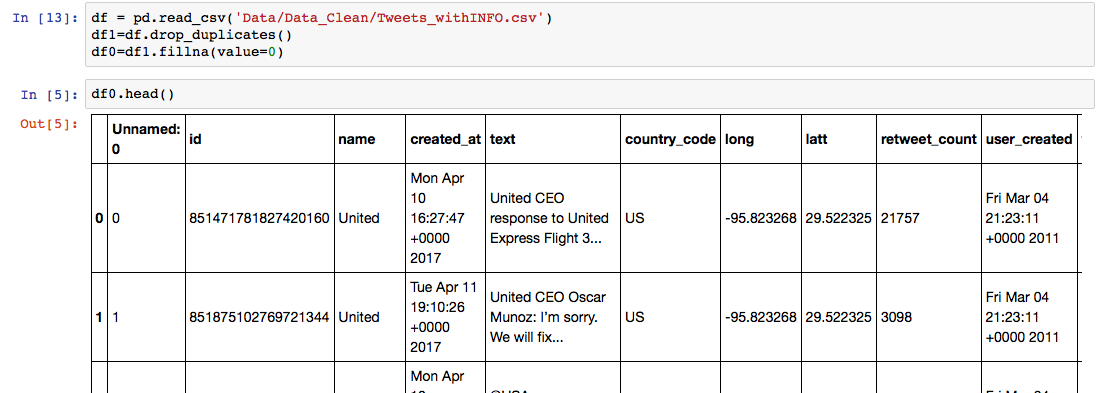 In [13]: df = pd.read_csv('Data/Data_Clean/Tweets_withINFO.csv')
df1=df.drop_duplicates()
df0=df1.fillna(value=0)
In [5]: df0.head()
Out[5]:
Unnamed: 0 id name created_at text country_code long latt retweet_count user_created
0 0 851471781827420160 United Mon Apr 10 16:27:47 +0000 2017 United CEO response to United Express Flight 3... US -95.823268 29.522325 21757 Fri Mar 04 21:23:11 +0000 2011
1 1 851875102769721344 United Tue Apr 11 19:10:26 +0000 2017 United CEO Oscar Munoz: I’m sorry. We will fix... US -95.823268 29.522325 3098 Fri Mar 04 21:23:11 +0000 2011
Mon Apr